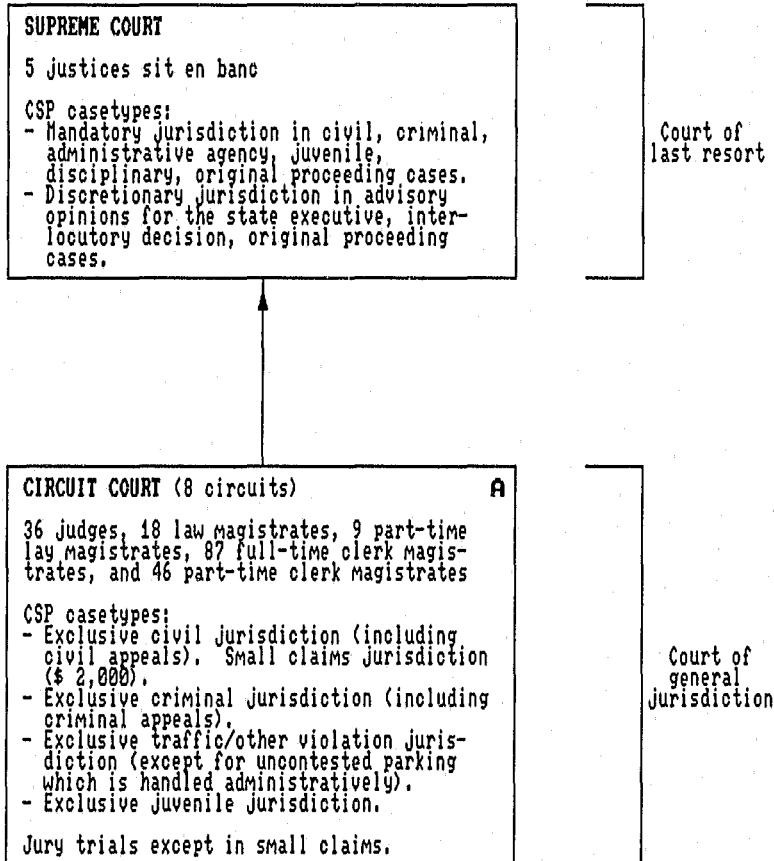 SUPREME COURT
5 justices sit en banc
CSP casetypes:
- Mandatory jurisdiction in civil, criminal,
administrative agency, juvenile,
disciplinary, original proceeding cases.
- Discretionary jurisdiction in advisory
opinions for the state executive, inter-
locutory decision, original proceeding
cases.
Court of
last resort
CIRCUIT COURT (8 circuits) A
36 judges, 18 law magistrates, 9 part-time
lay magistrates, 87 full-time clerk magis-
trates, and 46 part-time clerk magistrates
CSP casetypes:
- Exclusive civil jurisdiction (including
civil appeals). Small claims jurisdiction
($ 2,000).
- Exclusive criminal jurisdiction (including
criminal appeals).
- Exclusive traffic/other violation juris-
diction (except for uncontested parking
which is handled administratively).
- Exclusive juvenile jurisdiction.
Jury trials except in small claims.
Court of
general
jurisdiction